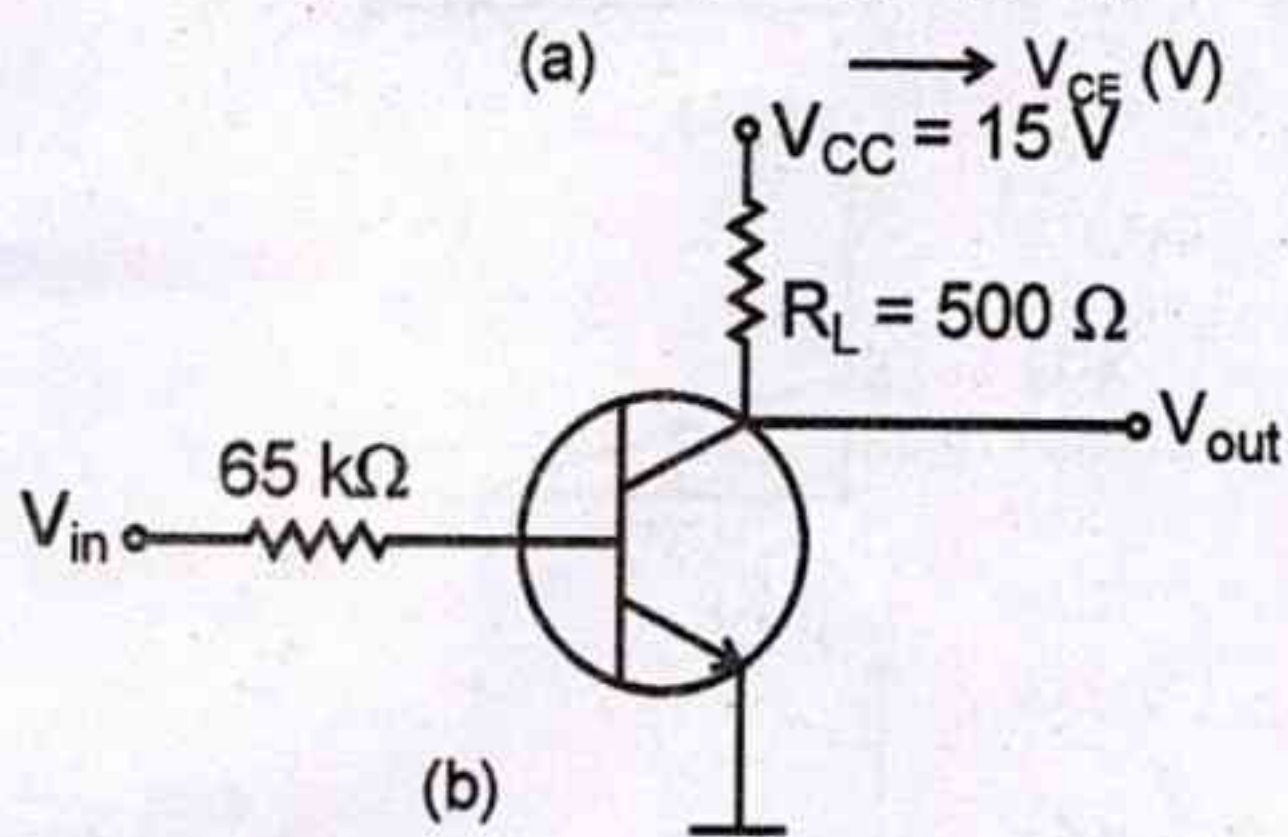 (a)
V_CE (V)
V_CC = 15 V
R_L = 500 Ω
V_out
65 kΩ
V_in
(b)